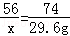 56/x = 74/29.6g